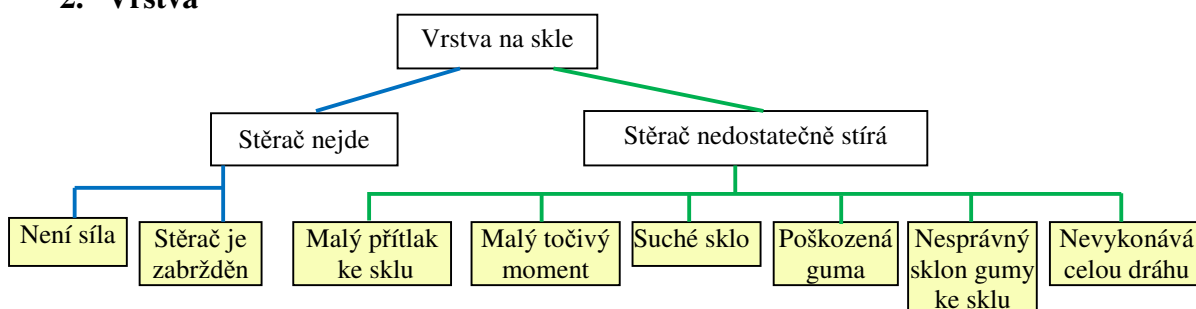 2. Vrstva
Vrstva na skle
Stěrač nejde
Stěrač nedostatečně stírá
Není síla
Stěrač je
zabržděn
Malý přítlak
ke sklu
Malý točivý
moment
Suché sklo
Poškozená
guma
Nesprávný
sklon gumy
ke sklu
Nevykonává
celou dráhu